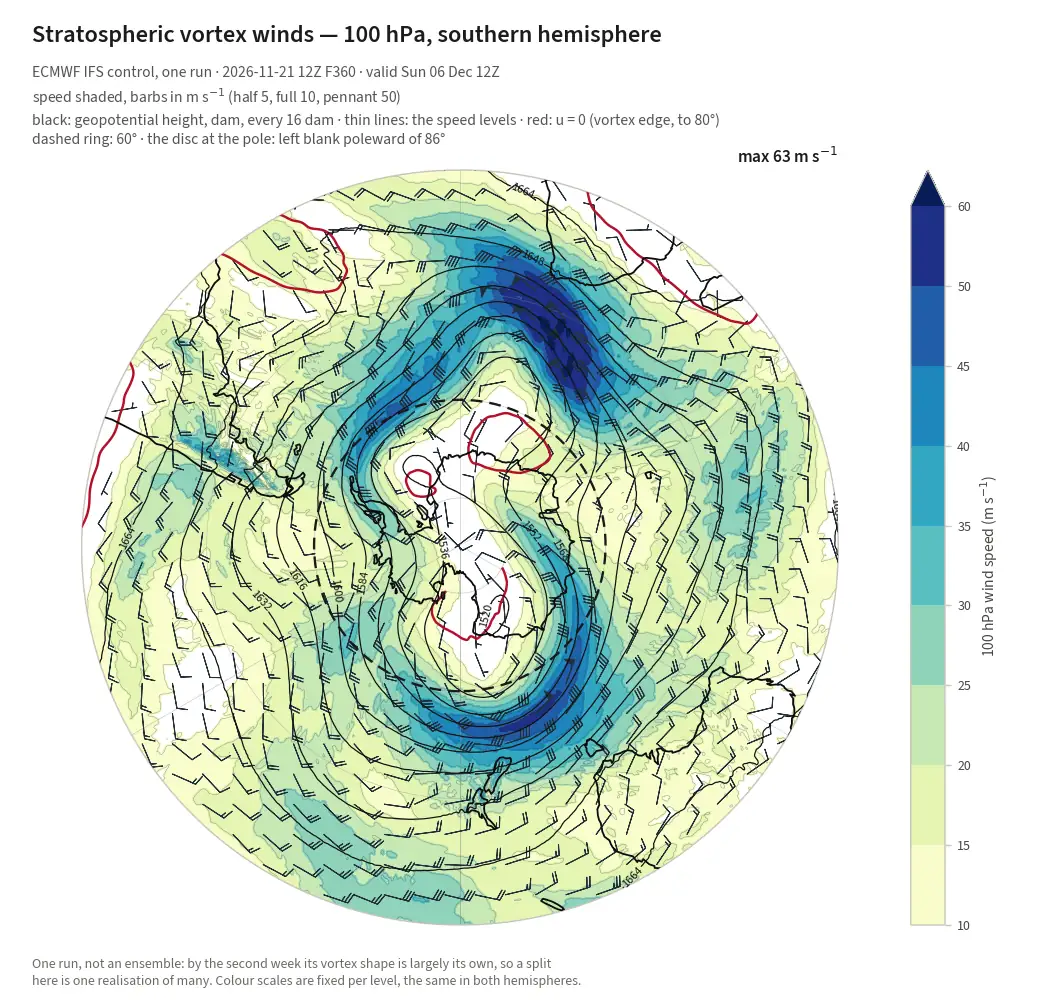 Stratospheric vortex winds — 100 hPa, southern hemisphere
ECMWF IFS control, one run · 2026-11-21 12Z F360 · valid Sun 06 Dec 12Z
speed shaded, barbs in m s⁻¹ (half 5, full 10, pennant 50)
black: geopotential height, dam, every 16 dam · thin lines: the speed levels · red: u = 0 (vortex edge, to 80°)
dashed ring: 60° · the disc at the pole: left blank poleward of 86°
max 63 m s⁻¹
1664
1648
60
50
45
40
35
30
25
20
15
10
100 hPa wind speed (m s⁻¹)
1552
1568
1536
1664
1616
1600
1584
1632
1520
1664
One run, not an ensemble: by the second week its vortex shape is largely its own, so a split
here is one realisation of many. Colour scales are fixed per level, the same in both hemispheres.